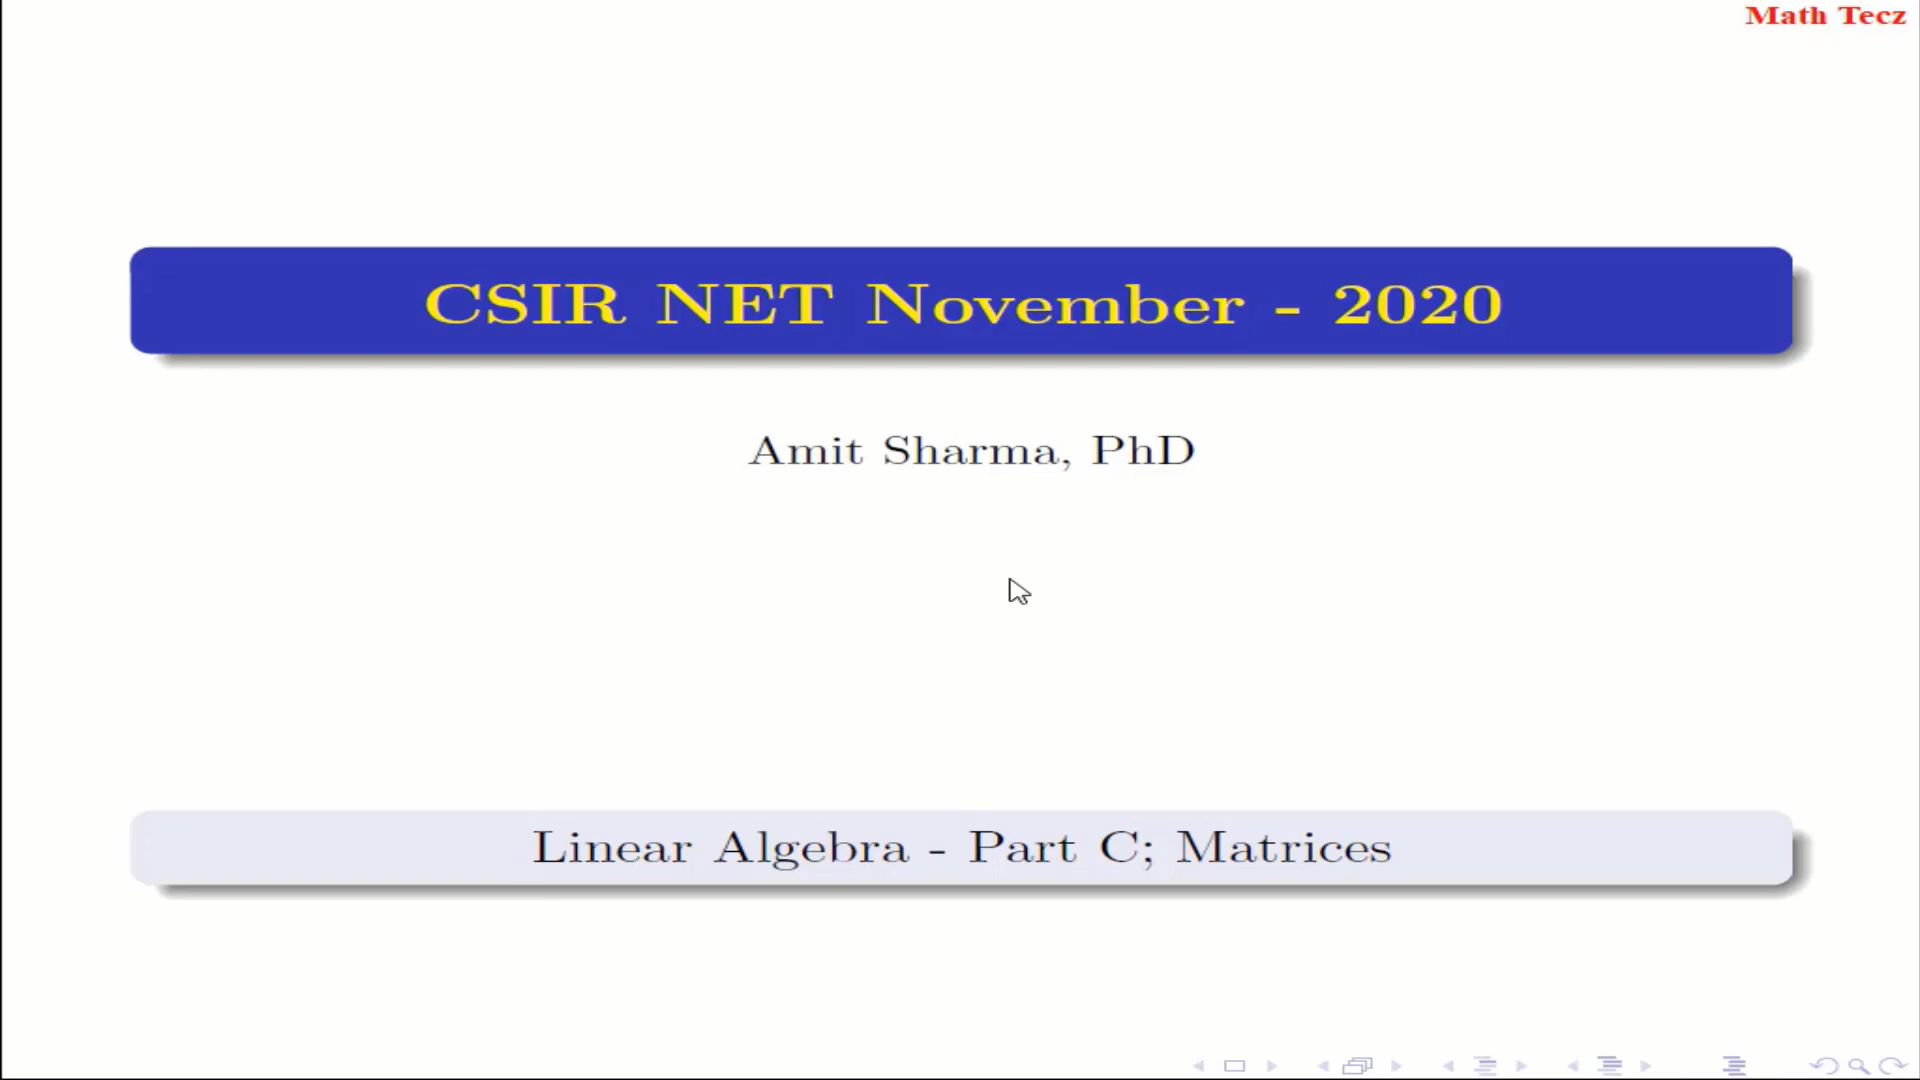 Math Tecz
CSIR NET November - 2020
Amit Sharma, PhD
Linear Algebra - Part C; Matrices